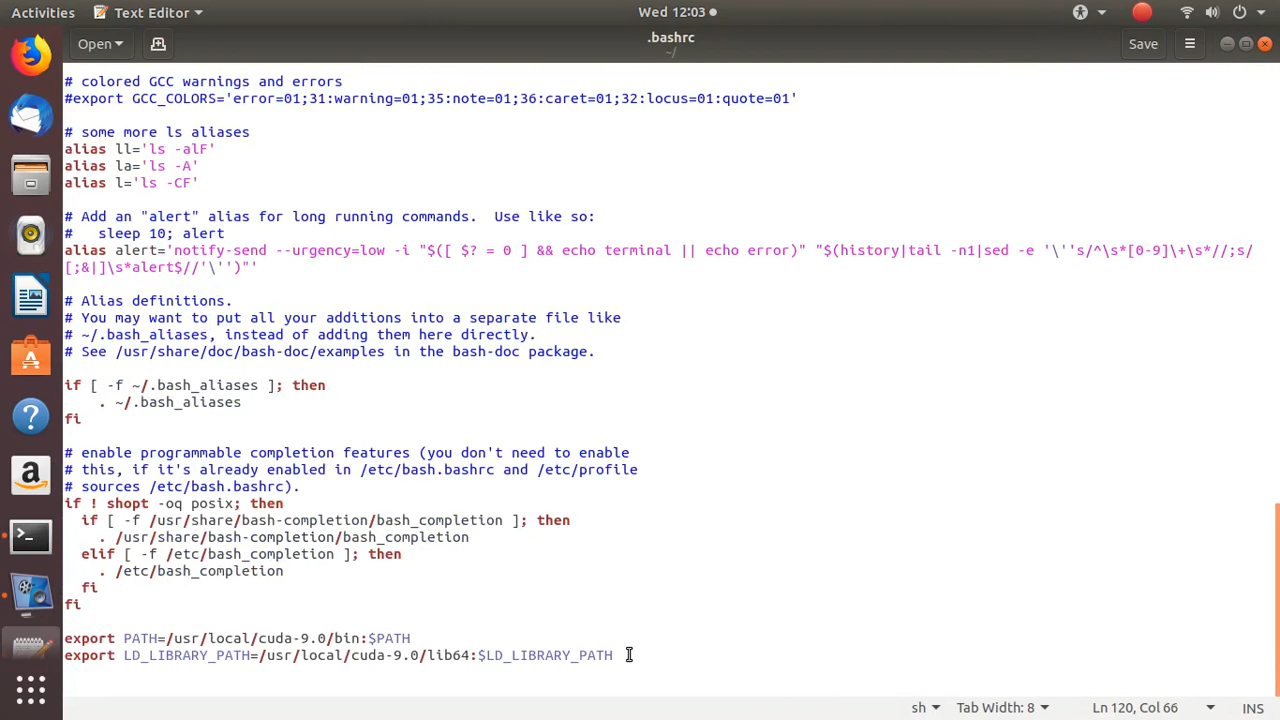 Activities Text Editor Wed 12:03
Open .bashrc Save
~/
# colored GCC warnings and errors
#export GCC_COLORS='error=01;31:warning=01;35:note=01;36:caret=01;32:locus=01:quote=01'
# some more ls aliases
alias ll='ls -alF'
alias la='ls -A'
alias l='ls -CF'
# Add an "alert" alias for long running commands.  Use like so:
#   sleep 10; alert
alias alert='notify-send --urgency=low -i "$([ $? = 0 ] && echo terminal || echo error)" "$(history|tail -n1|sed -e '\''s/^\s*[0-9]\+\s*//;s/
[;&|]\s*alert$//'\'')"'
# Alias definitions.
# You may want to put all your additions into a separate file like
# ~/.bash_aliases, instead of adding them here directly.
# See /usr/share/doc/bash-doc/examples in the bash-doc package.
if [ -f ~/.bash_aliases ]; then
    . ~/.bash_aliases
fi
# enable programmable completion features (you don't need to enable
# this, if it's already enabled in /etc/bash.bashrc and /etc/profile
# sources /etc/bash.bashrc).
if ! shopt -oq posix; then
  if [ -f /usr/share/bash-completion/bash_completion ]; then
    . /usr/share/bash-completion/bash_completion
  elif [ -f /etc/bash_completion ]; then
    . /etc/bash_completion
  fi
fi
export PATH=/usr/local/cuda-9.0/bin:$PATH
export LD_LIBRARY_PATH=/usr/local/cuda-9.0/lib64:$LD_LIBRARY_PATH
sh Tab Width: 8 Ln 120, Col 66 INS